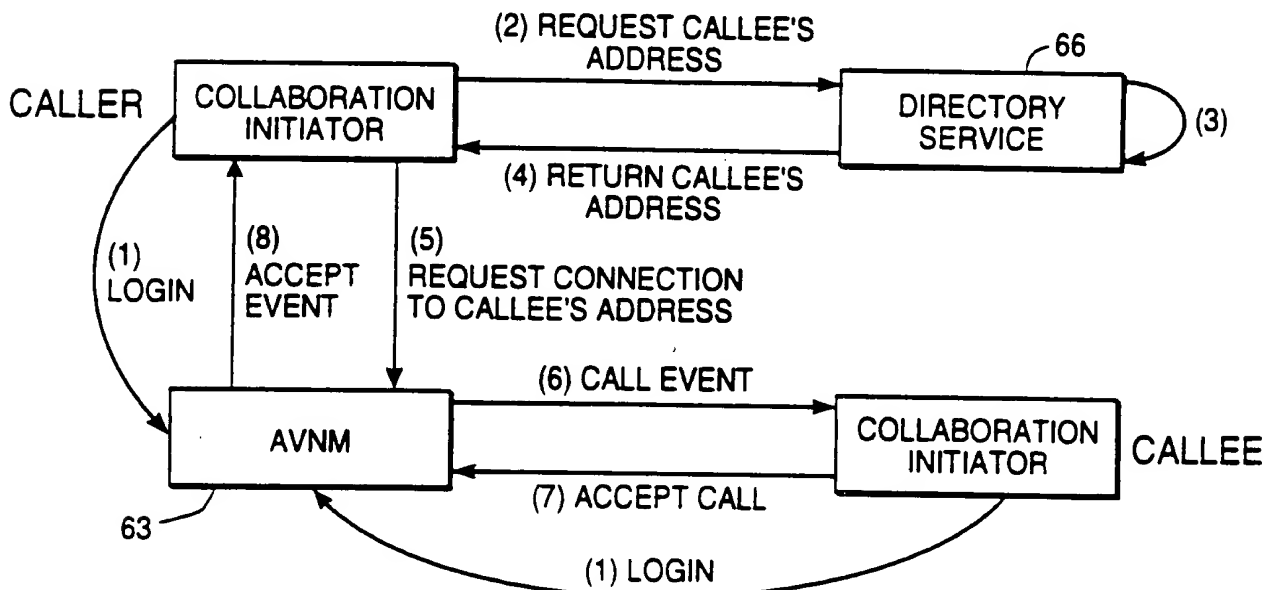 (2) REQUEST CALLEE'S
ADDRESS
66
CALLER
COLLABORATION
INITIATOR
DIRECTORY
SERVICE
(3)
(4) RETURN CALLEE'S
ADDRESS
(1)
LOGIN
(8)
ACCEPT
EVENT
(5)
REQUEST CONNECTION
TO CALLEE'S ADDRESS
(6) CALL EVENT
AVNM
COLLABORATION
INITIATOR
CALLEE
(7) ACCEPT CALL
63
(1) LOGIN